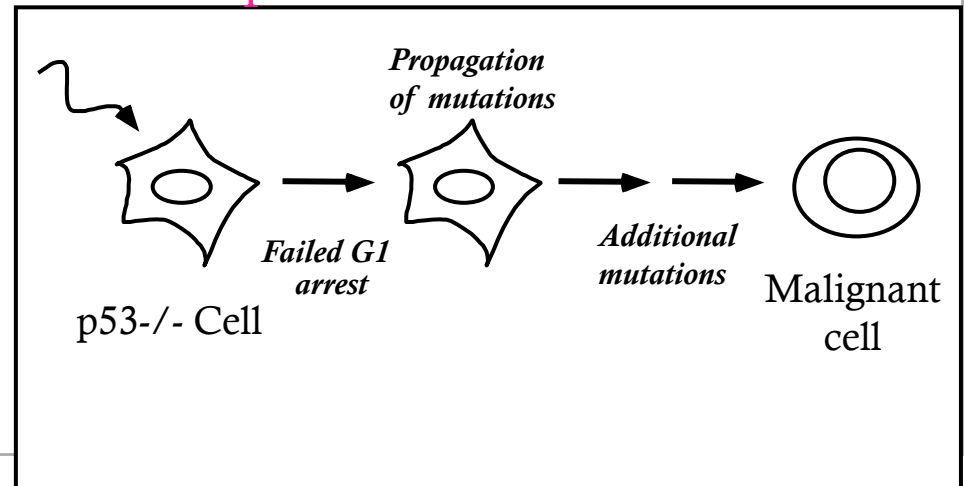 Propagation
of mutations
Failed G1
arrest
Additional
mutations
p53-/- Cell
Malignant
cell